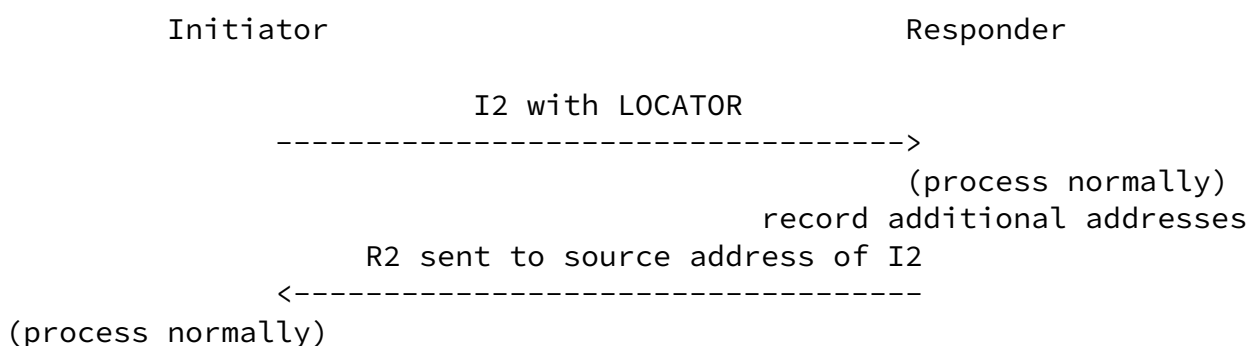 Initiator                                Responder
I2 with LOCATOR
----------------------------------->
(process normally)
record additional addresses
R2 sent to source address of I2
<-----------------------------------
(process normally)